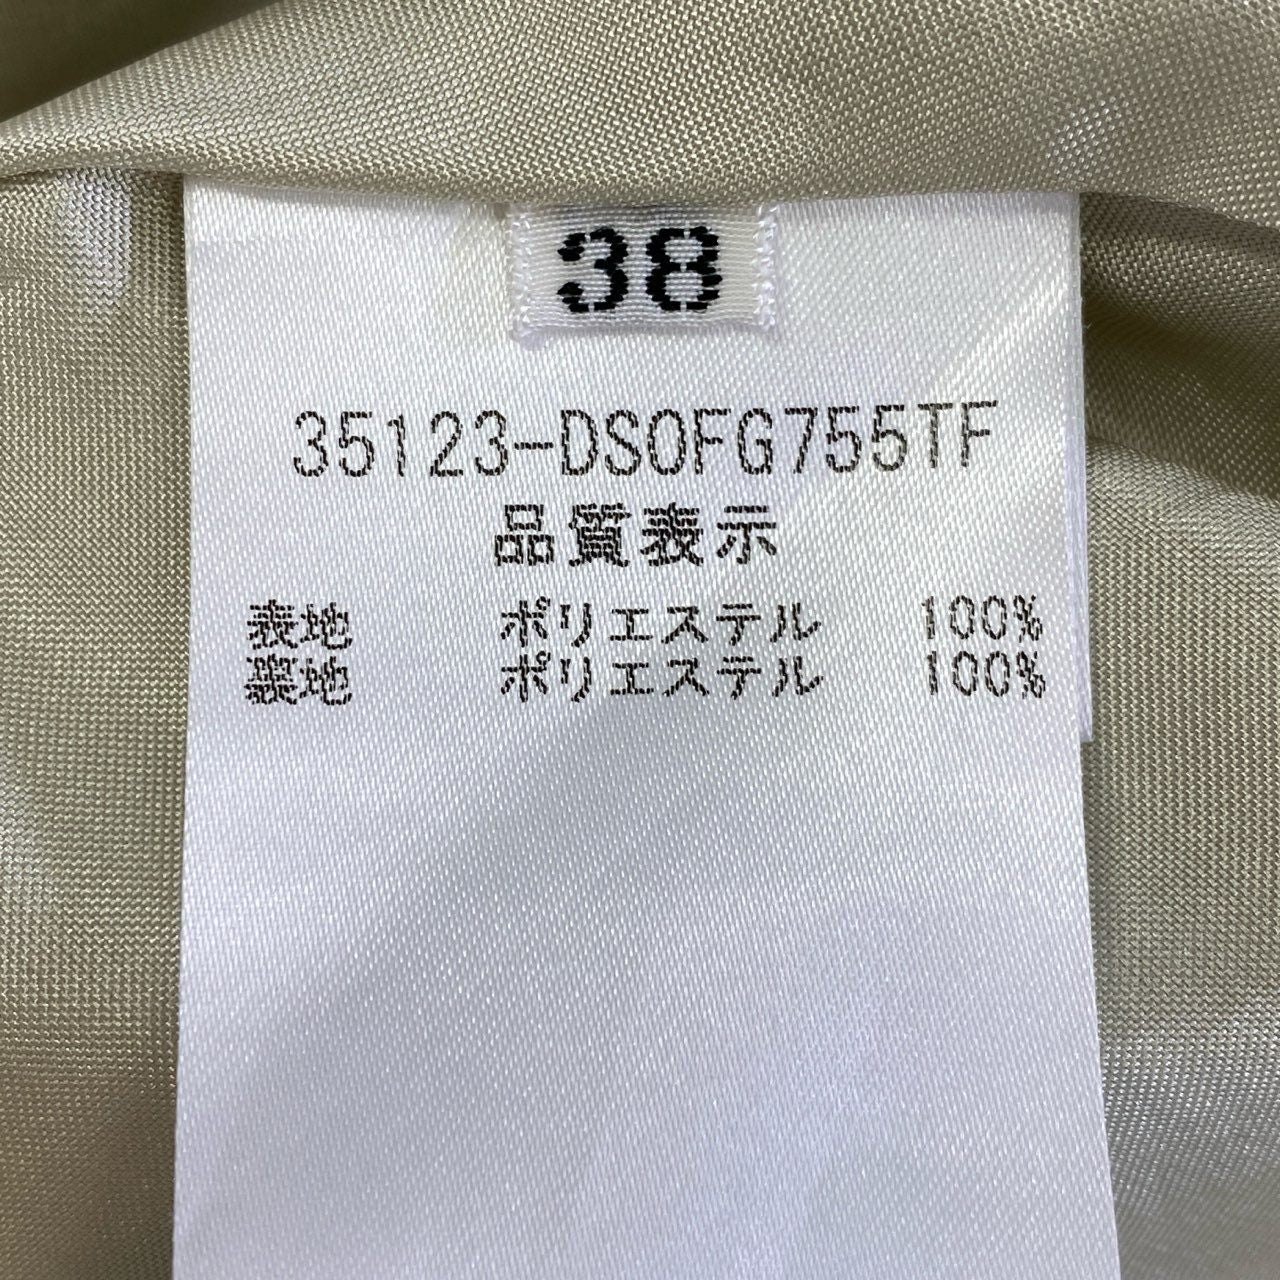 38
35123-DS0FG755TF
品質表示
表地 ポリエステル 100%
裏地 ポリエステル 100%